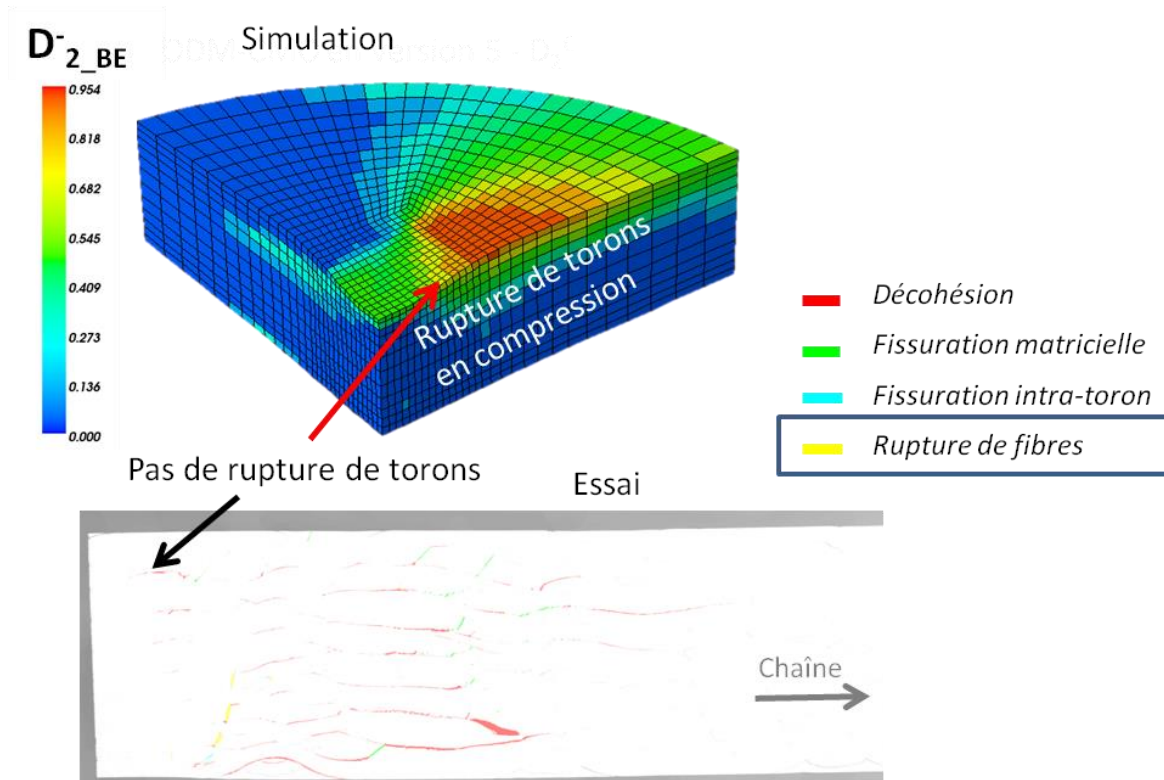 D⁻2_BE
Simulation
0.954
0.818
0.682
0.545
0.409
0.273
0.136
0.000
Rupture de torons
en compression
Décohésion
Fissuration matricielle
Fissuration intra-toron
Rupture de fibres
Pas de rupture de torons
Essai
Chaîne